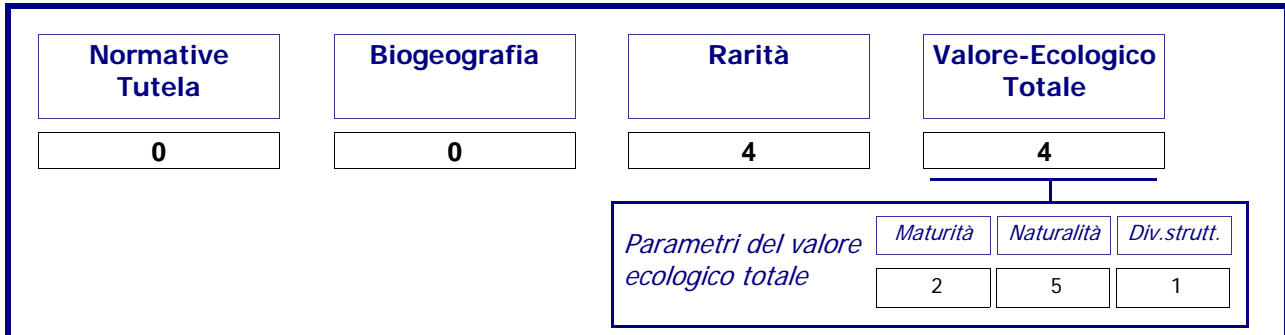 Normative
Tutela
Biogeografia
Rarità
Valore-Ecologico
Totale
0
0
4
4
Parametri del valore
ecologico totale
Maturità
Naturalità
Div.strutt.
2
5
1